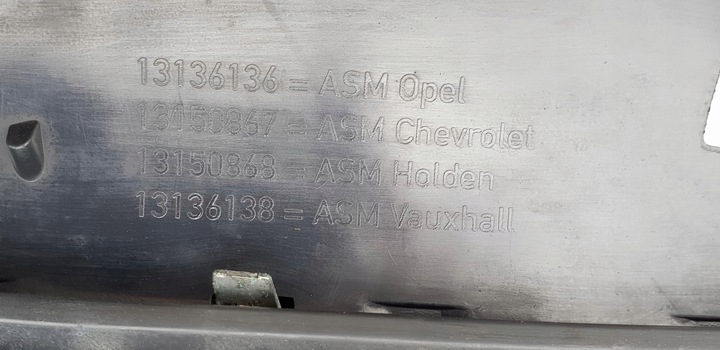 13136136 = ASM Opel
13150867 = ASM Chevrolet
13150868 = ASM Holden
13136138 = ASM Vauxhall